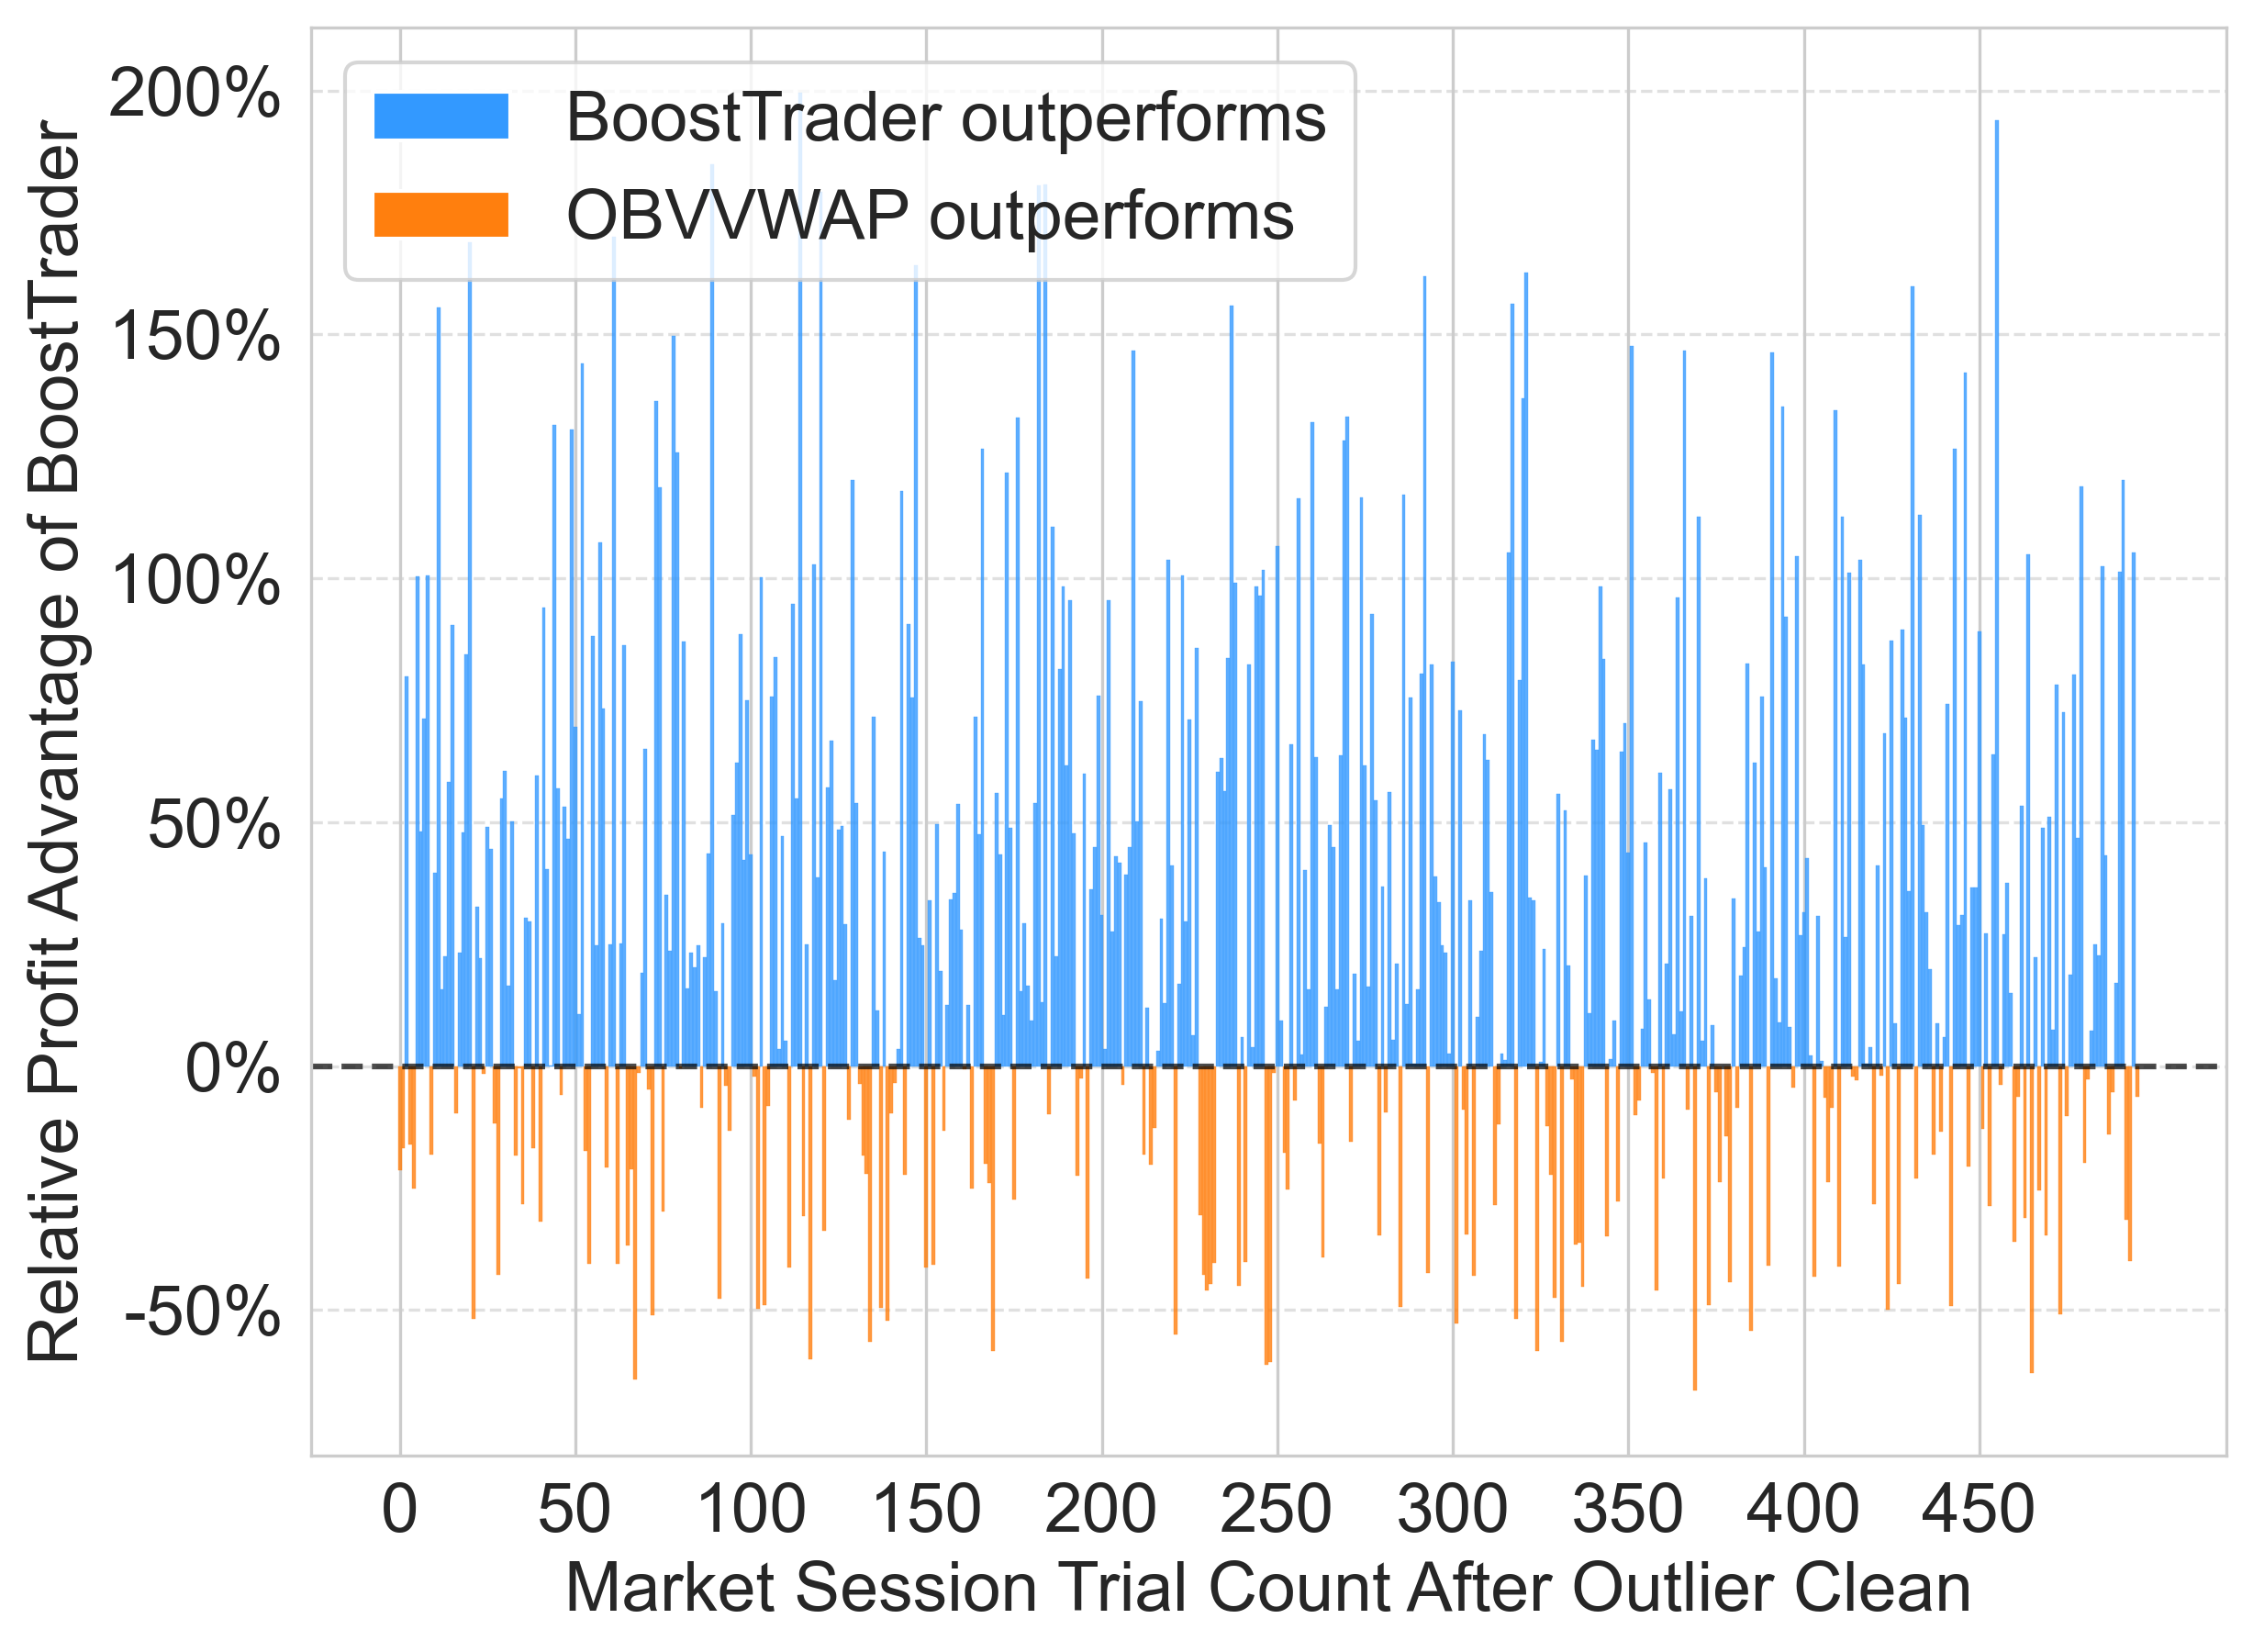 Relative Profit Advantage of BoostTrader
200%
150%
100%
50%
0%
-50%
BoostTrader outperforms
OBVVWAP outperforms
0 50 100 150 200 250 300 350 400 450
Market Session Trial Count After Outlier Clean